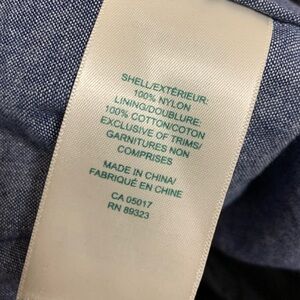 SHELL/EXTÉRIEUR:
100% NYLON
LINING/DOUBLURE:
100% COTTON/COTON
EXCLUSIVE OF TRIMS/
GARNITURES NON
COMPRISES
MADE IN CHINA/
FABRIQUÉ EN CHINE
CA 05017
RN 89323